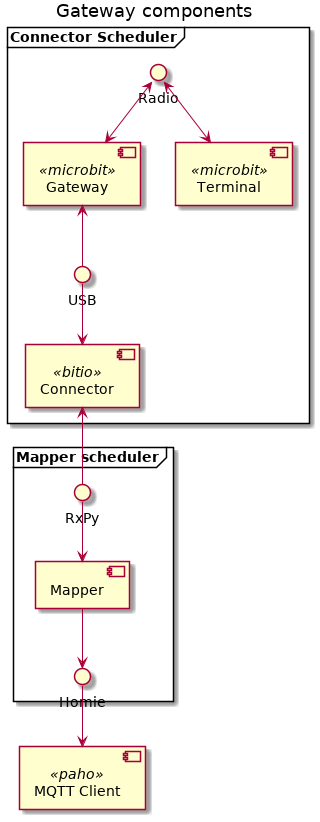 Gateway components
Connector Scheduler
Radio
«microbit»
Gateway
«microbit»
Terminal
USB
«bitio»
Connector
Mapper scheduler
RxPy
Mapper
Homie
«paho»
MQTT Client